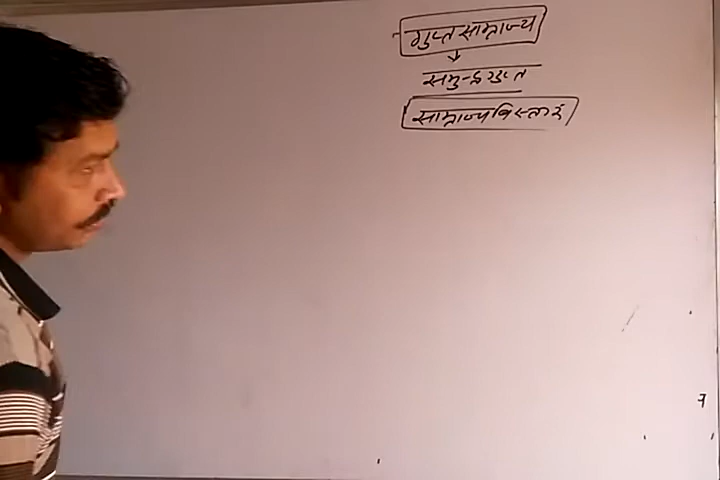 गुप्त साम्राज्य
समुन्द्रगुप्त
साम्राज्य विस्तार